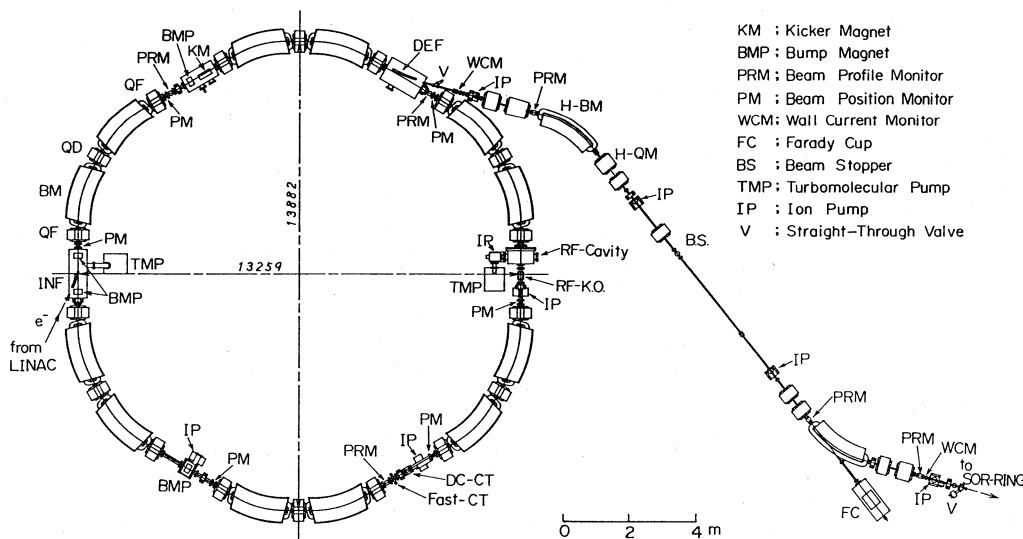 BMP
KM
PRM
QF
PM
QD
BM
QF
PM
TMP
INF
BMP
e⁻
from
LINAC
13882
13259
DEF
V
WCM
IP
PRM
PRM
PM
H-BM
H-QM
IP
B.S.
IP
RF-Cavity
TMP
RF-K.O.
IP
PM
IP
PRM
IP
PM
BMP
IP
PM
PRM
DC-CT
Fast-CT
PRM
WCM
to
SOR-RING
IP
V
FC
0 2 4 m
KM ; Kicker Magnet
BMP ; Bump Magnet
PRM ; Beam Profile Monitor
PM ; Beam Position Monitor
WCM ; Wall Current Monitor
FC ; Farady Cup
BS ; Beam Stopper
TMP ; Turbomolecular Pump
IP ; Ion Pump
V ; Straight-Through Valve